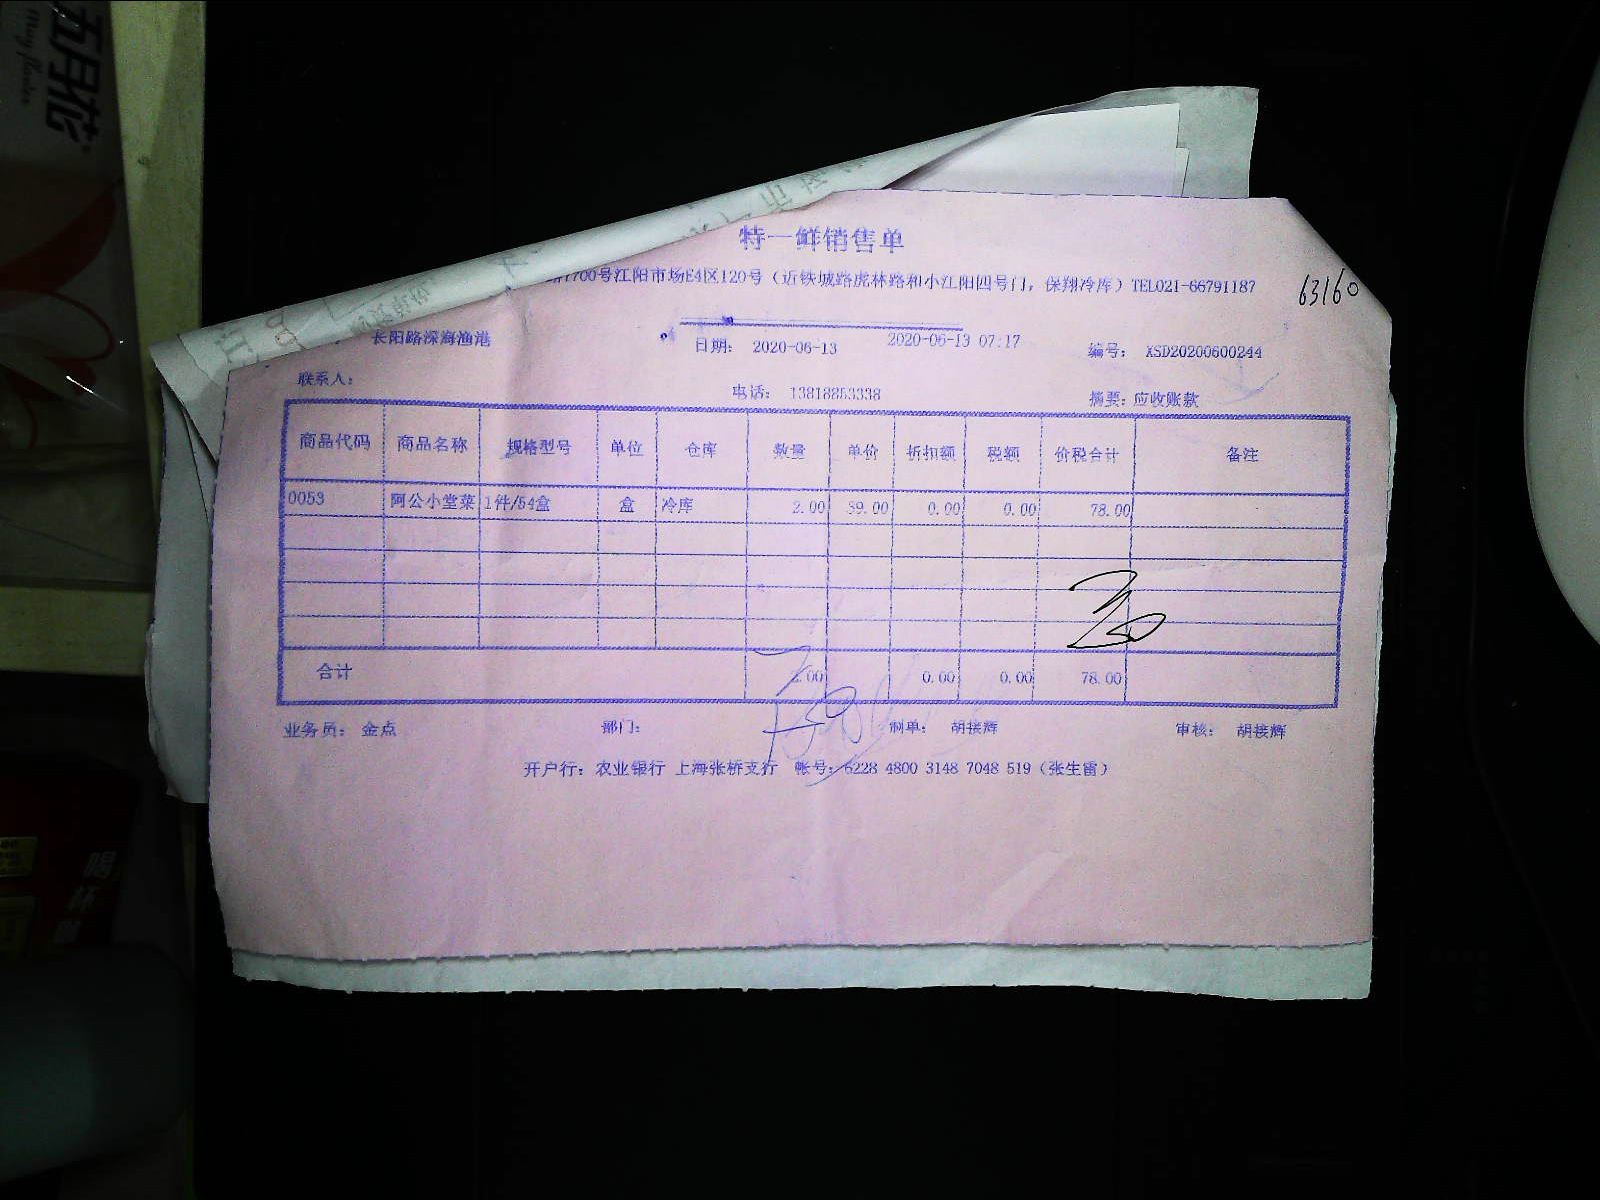 五月花
特一鲜销售单
1700号江阳市场E4区120号（近铁城路虎林路和小江阳四号门，保翔冷库）TEL021-66791187
63160
长阳路深海渔港
日期： 2020-06-13 2020-06-13 07:17 编号： XSD20200600244
联系人： 电话： 13818853338 摘要：应收账款
商品代码 商品名称 规格型号 单位 仓库 数量 单价 折扣额 税额 价税合计 备注
0053 阿公小堂菜 1件/54盒 盒 冷库 2.00 39.00 0.00 0.00 78.00
合计 2.00 0.00 0.00 78.00
业务员： 金点 部门： 制单： 胡接辉 审核： 胡接辉
开户行：农业银行 上海张桥支行 帐号：6228 4800 3148 7048 519（张生雷）
喝
杯